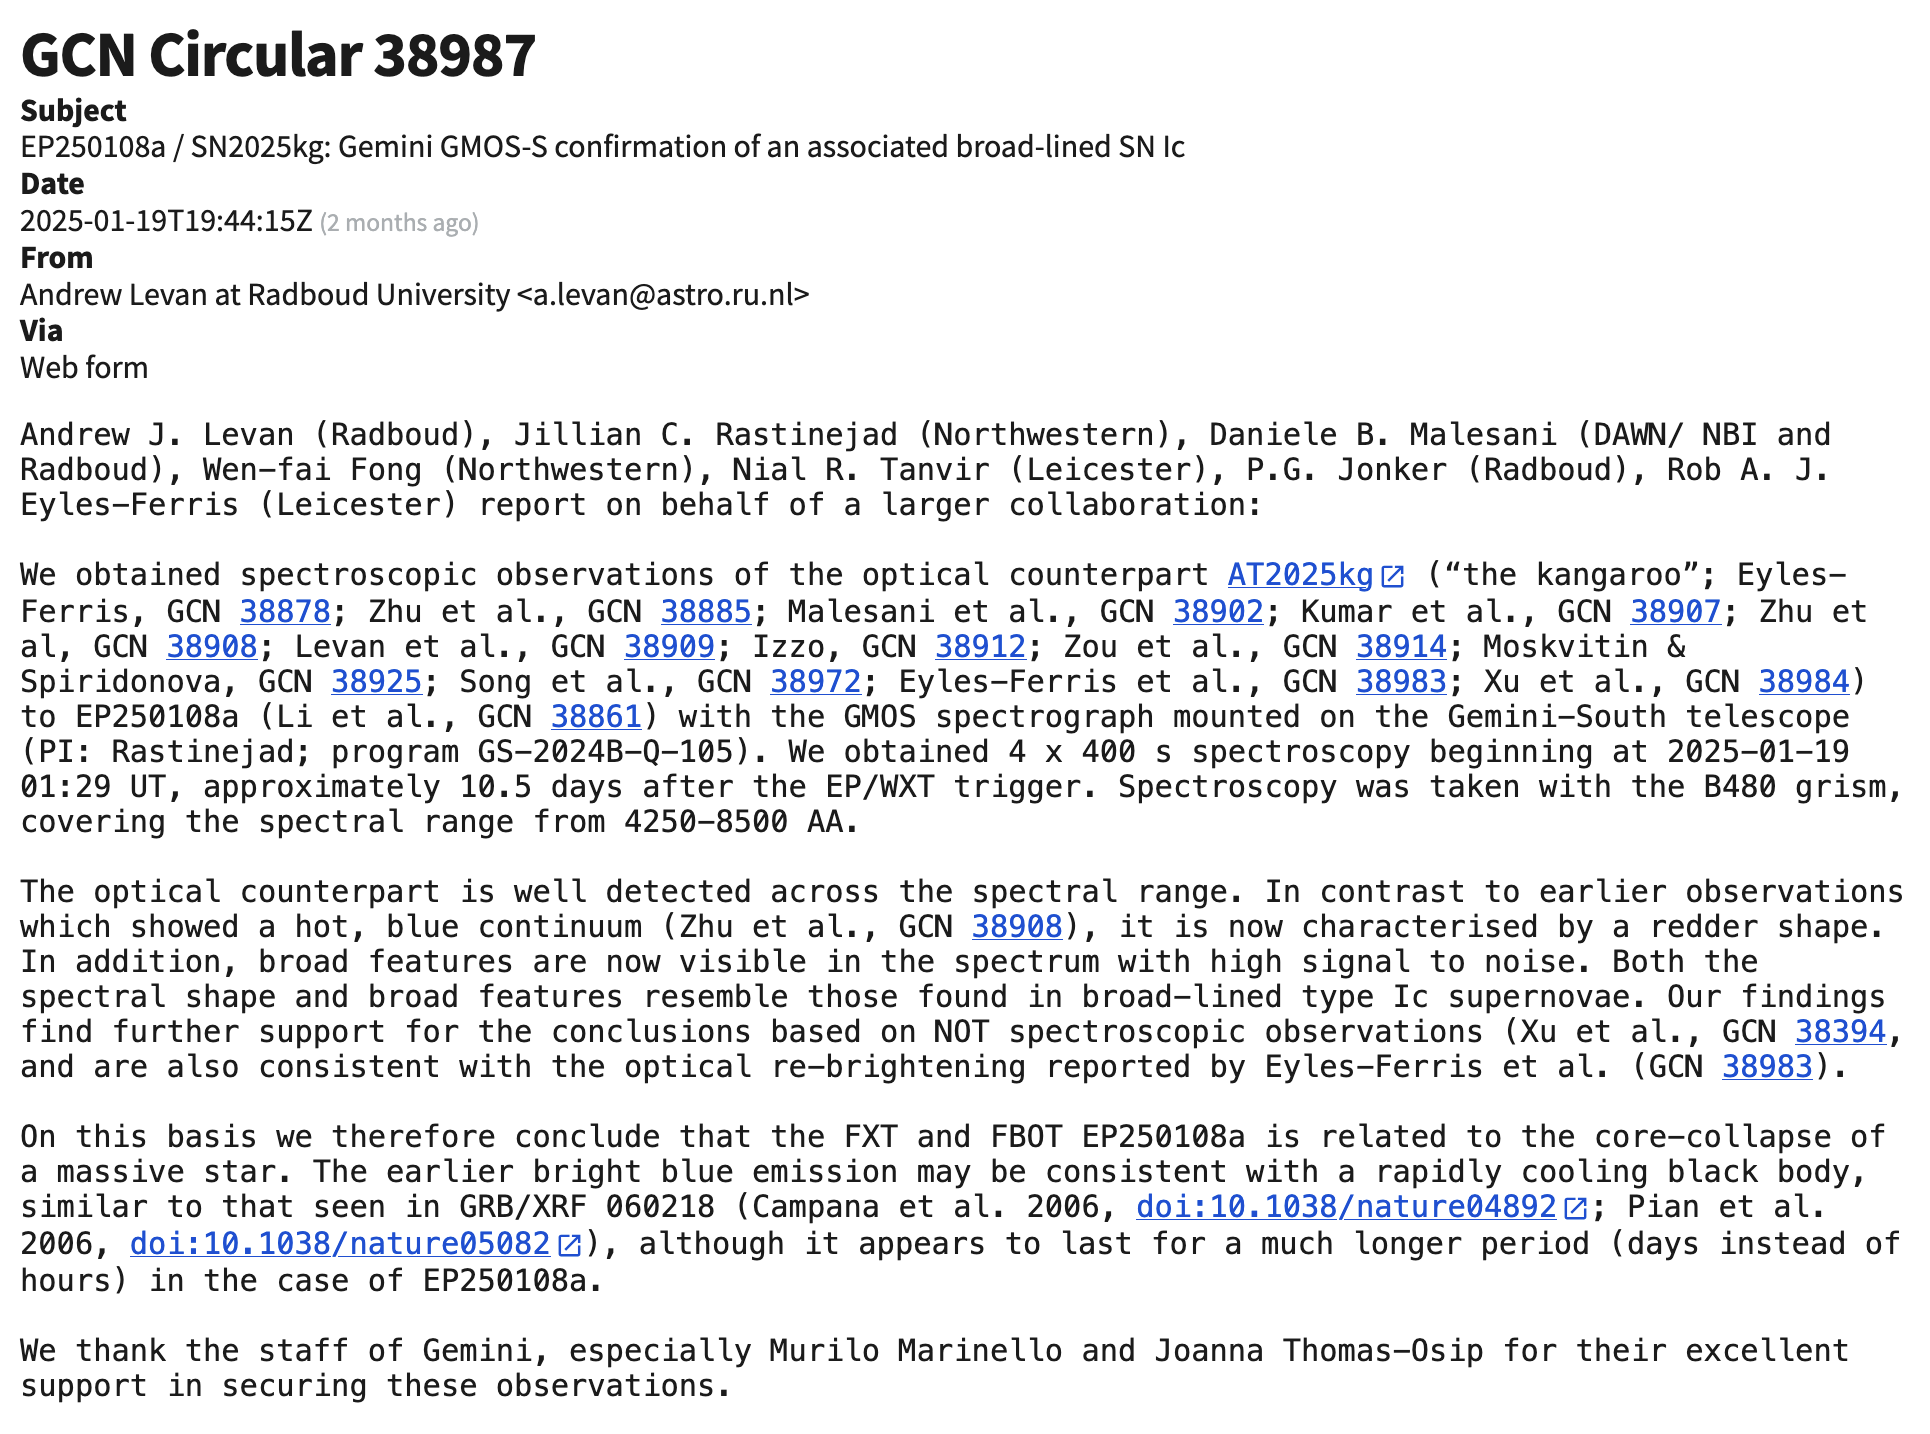 GCN Circular 38987
Subject
EP250108a / SN2025kg: Gemini GMOS-S confirmation of an associated broad-lined SN Ic
Date
2025-01-19T19:44:15Z (2 months ago)
From
Andrew Levan at Radboud University <a.levan@astro.ru.nl>
Via
Web form
Andrew J. Levan (Radboud), Jillian C. Rastinejad (Northwestern), Daniele B. Malesani (DAWN/ NBI and
Radboud), Wen-fai Fong (Northwestern), Nial R. Tanvir (Leicester), P.G. Jonker (Radboud), Rob A. J.
Eyles-Ferris (Leicester) report on behalf of a larger collaboration:
We obtained spectroscopic observations of the optical counterpart AT2025kg (“the kangaroo”; Eyles-
Ferris, GCN 38878; Zhu et al., GCN 38885; Malesani et al., GCN 38902; Kumar et al., GCN 38907; Zhu et
al, GCN 38908; Levan et al., GCN 38909; Izzo, GCN 38912; Zou et al., GCN 38914; Moskvitin &
Spiridonova, GCN 38925; Song et al., GCN 38972; Eyles-Ferris et al., GCN 38983; Xu et al., GCN 38984)
to EP250108a (Li et al., GCN 38861) with the GMOS spectrograph mounted on the Gemini-South telescope
(PI: Rastinejad; program GS-2024B-Q-105). We obtained 4 x 400 s spectroscopy beginning at 2025-01-19
01:29 UT, approximately 10.5 days after the EP/WXT trigger. Spectroscopy was taken with the B480 grism,
covering the spectral range from 4250-8500 AA.
The optical counterpart is well detected across the spectral range. In contrast to earlier observations
which showed a hot, blue continuum (Zhu et al., GCN 38908), it is now characterised by a redder shape.
In addition, broad features are now visible in the spectrum with high signal to noise. Both the
spectral shape and broad features resemble those found in broad-lined type Ic supernovae. Our findings
find further support for the conclusions based on NOT spectroscopic observations (Xu et al., GCN 38394,
and are also consistent with the optical re-brightening reported by Eyles-Ferris et al. (GCN 38983).
On this basis we therefore conclude that the FXT and FBOT EP250108a is related to the core-collapse of
a massive star. The earlier bright blue emission may be consistent with a rapidly cooling black body,
similar to that seen in GRB/XRF 060218 (Campana et al. 2006, doi:10.1038/nature04892; Pian et al.
2006, doi:10.1038/nature05082), although it appears to last for a much longer period (days instead of
hours) in the case of EP250108a.
We thank the staff of Gemini, especially Murilo Marinello and Joanna Thomas-Osip for their excellent
support in securing these observations.